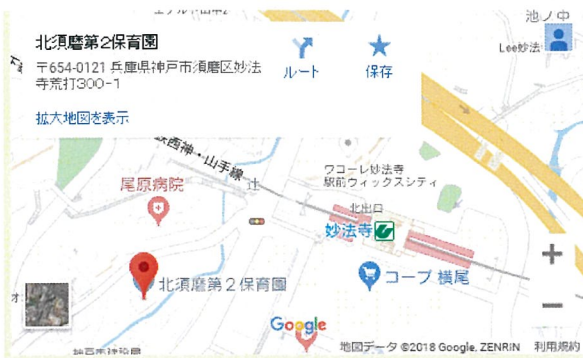 北須磨第2保育園
〒654-0121 兵庫県神戸市須磨区妙法
寺荒打300-1
ルート
保存
拡大地図を表示
池ノ中
Lee妙法
鉄西神・山手線
辻
ワコーレ妙法寺
駅前ウィックスシティ
尾原病院
北出口
妙法寺
北須磨第2保育園
コープ 横尾
Google
地図データ ©2018 Google, ZENRIN
利用規約